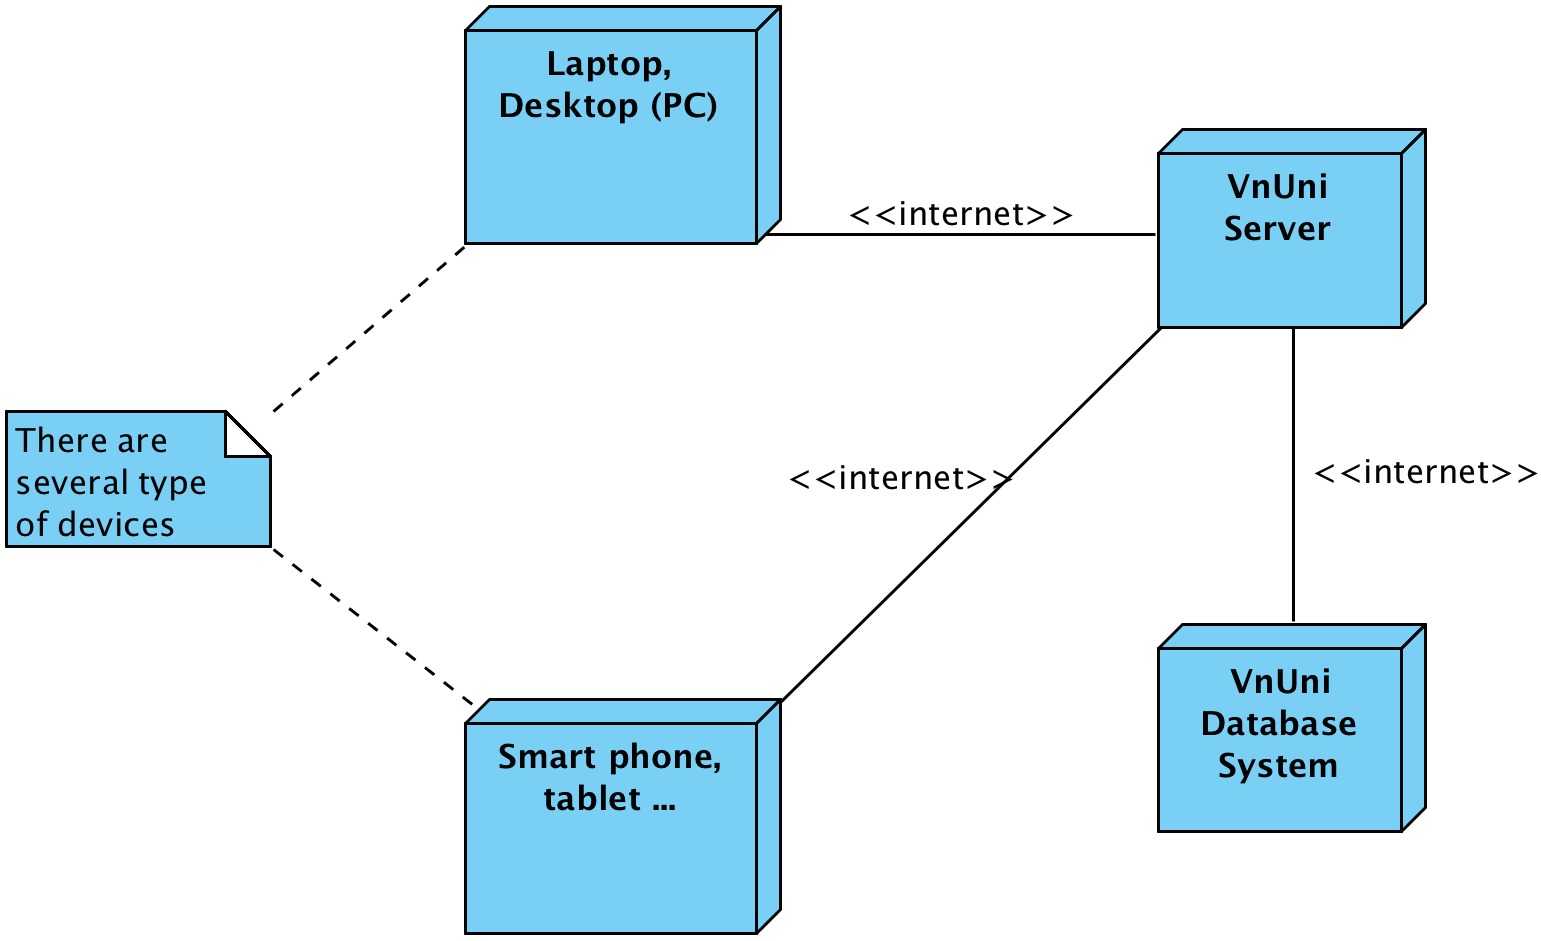 Laptop,
Desktop (PC)
<<internet>>
VnUni
Server
There are
several type
of devices
<<internet>>
<<internet>>
Smart phone,
tablet ...
VnUni
Database
System